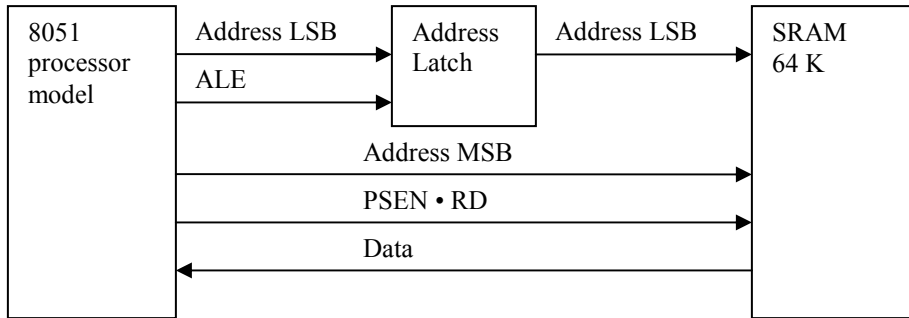 8051
processor
model
Address LSB
ALE
Address
Latch
Address LSB
SRAM
64 K
Address MSB
PSEN • RD
Data